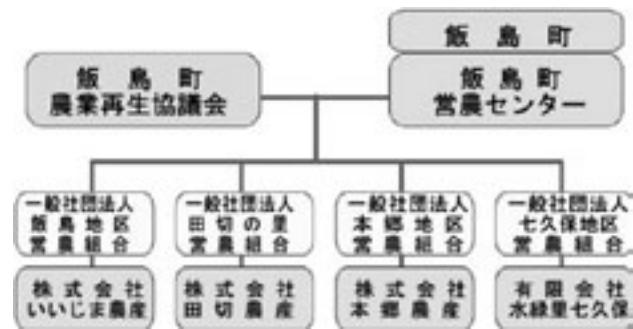 飯島町
飯島町
農業再生協議会
飯島町
営農センター
一般社団法人
飯島地区
営農組合
一般社団法人
田切の里
営農組合
一般社団法人
本郷地区
営農組合
一般社団法人
七久保地区
営農組合
株式会社
いいじま農産
株式会社
田切農産
株式会社
本郷農産
有限会社
水緑里七久保